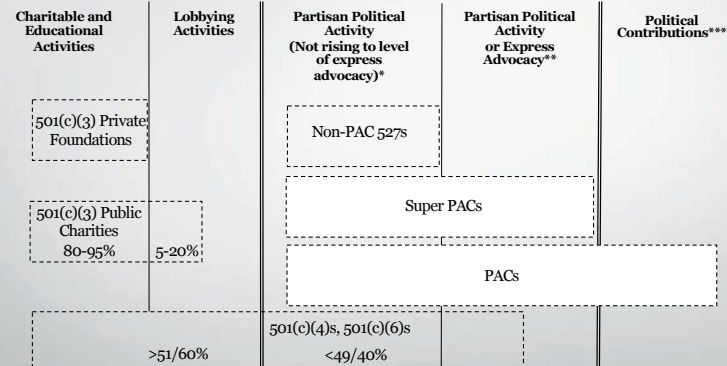 Charitable and
Educational
Activities
Lobbying
Activities
Partisan Political
Activity
(Not rising to level
of express
advocacy)*
Partisan Political
Activity
or Express
Advocacy**
Political
Contributions***
501(c)(3) Private
Foundations
Non-PAC 527s
501(c)(3) Public
Charities
80-95%
5-20%
Super PACs
PACs
501(c)(4)s, 501(c)(6)s
>51/60%
<49/40%